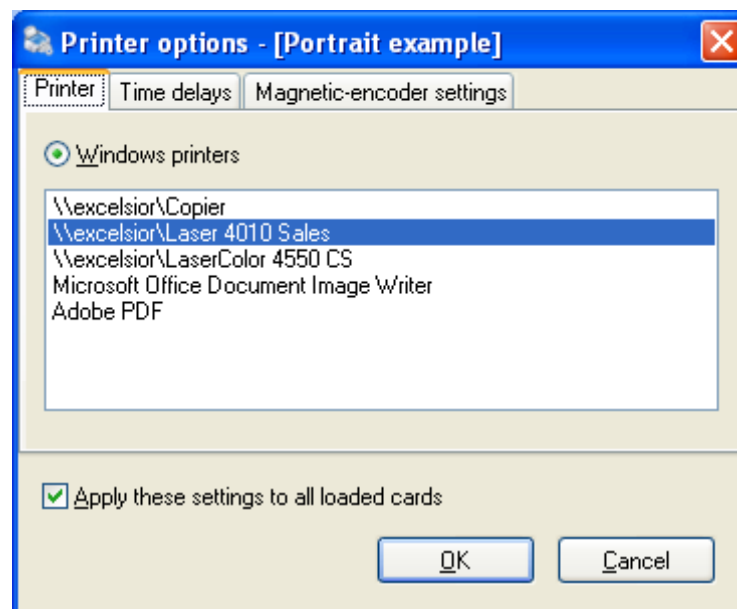 Printer options - [Portrait example]
Printer Time delays Magnetic-encoder settings
Windows printers
\\excelsior\Copier
\\excelsior\Laser 4010 Sales
\\excelsior\LaserColor 4550 CS
Microsoft Office Document Image Writer
Adobe PDF
Apply these settings to all loaded cards
OK Cancel